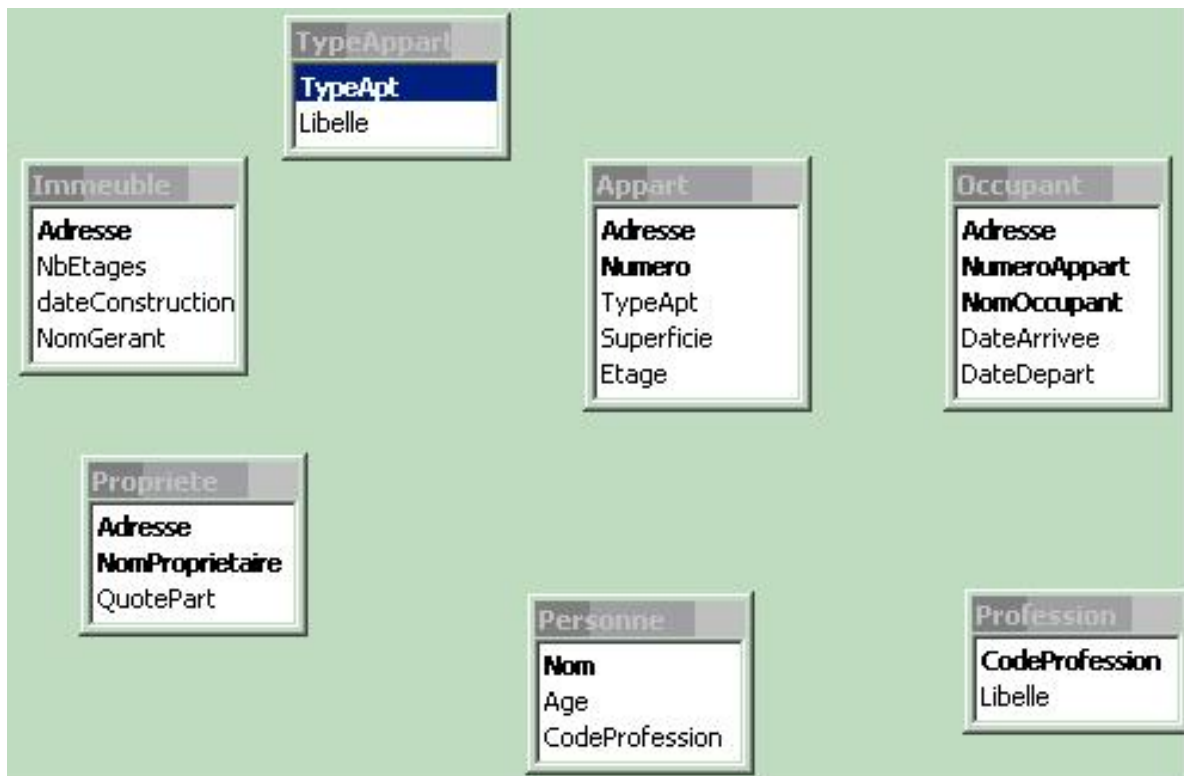 TypeAppart
TypeApt
Libelle
Immeuble
Adresse
NbEtages
dateConstruction
NomGerant
Appart
Adresse
Numero
TypeApt
Superficie
Etage
Occupant
Adresse
NumeroAppart
NomOccupant
DateArrivee
DateDepart
Propriete
Adresse
NomProprietaire
QuotePart
Personne
Nom
Age
CodeProfession
Profession
CodeProfession
Libelle